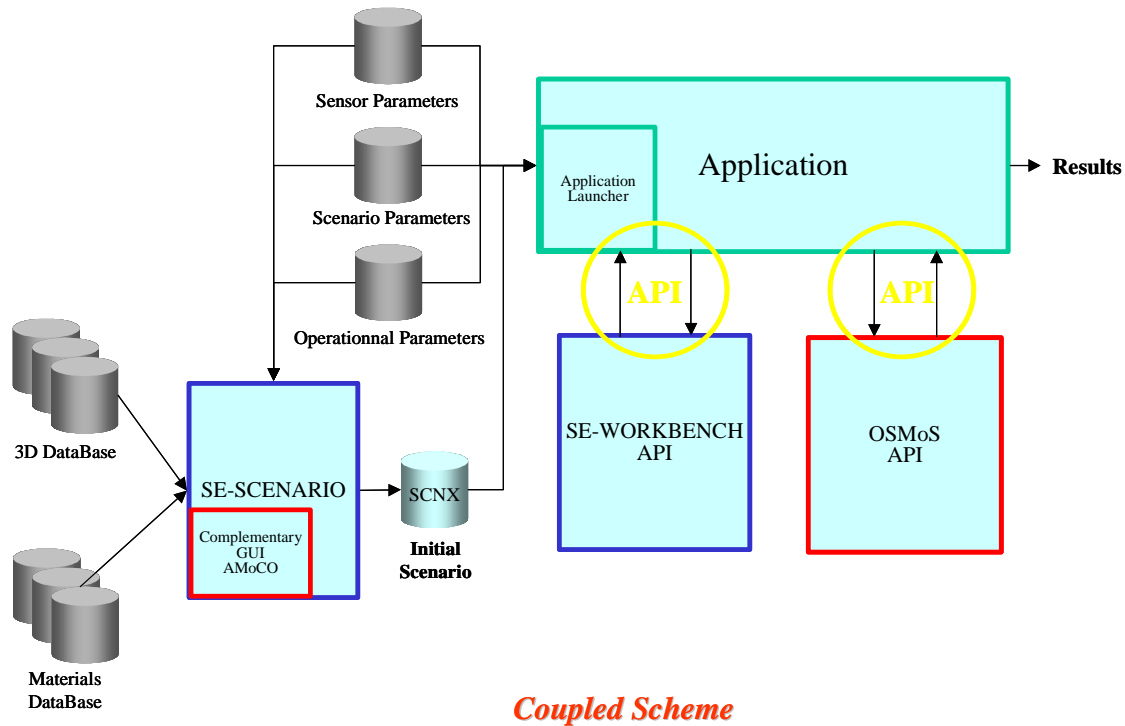 Sensor Parameters
Scenario Parameters
Operationnal Parameters
3D DataBase
Materials
DataBase
SE-SCENARIO
Complementary
GUI
AMoCO
SCNX
Initial
Scenario
Application
Application
Launcher
Results
API
API
SE-WORKBENCH
API
OSMoS
API
Coupled Scheme